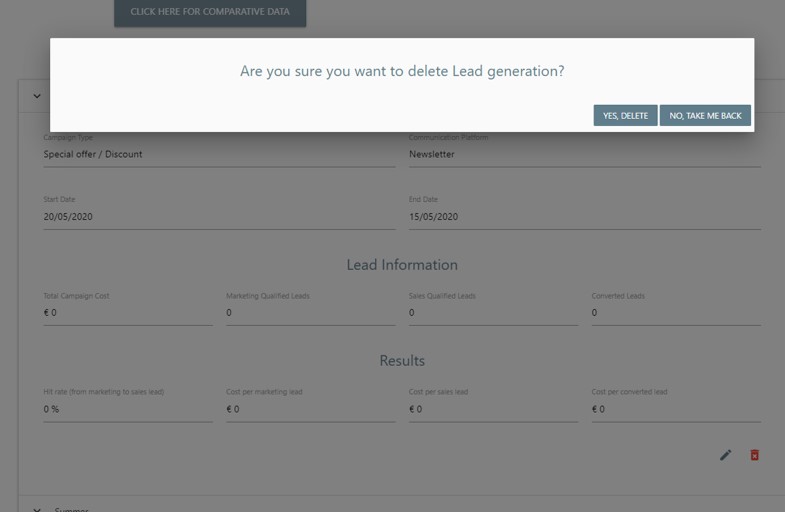 CLICK HERE FOR COMPARATIVE DATA
Are you sure you want to delete Lead generation?
YES, DELETE
NO, TAKE ME BACK
Campaign Type
Communication Platform
Special offer / Discount
Newsletter
Start Date
End Date
20/05/2020
15/05/2020
Lead Information
Total Campaign Cost
Marketing Qualified Leads
Sales Qualified Leads
Converted Leads
€ 0
0
0
0
Results
Hit rate (from marketing to sales lead)
Cost per marketing lead
Cost per sales lead
Cost per converted lead
0 %
€ 0
€ 0
€ 0
Summer